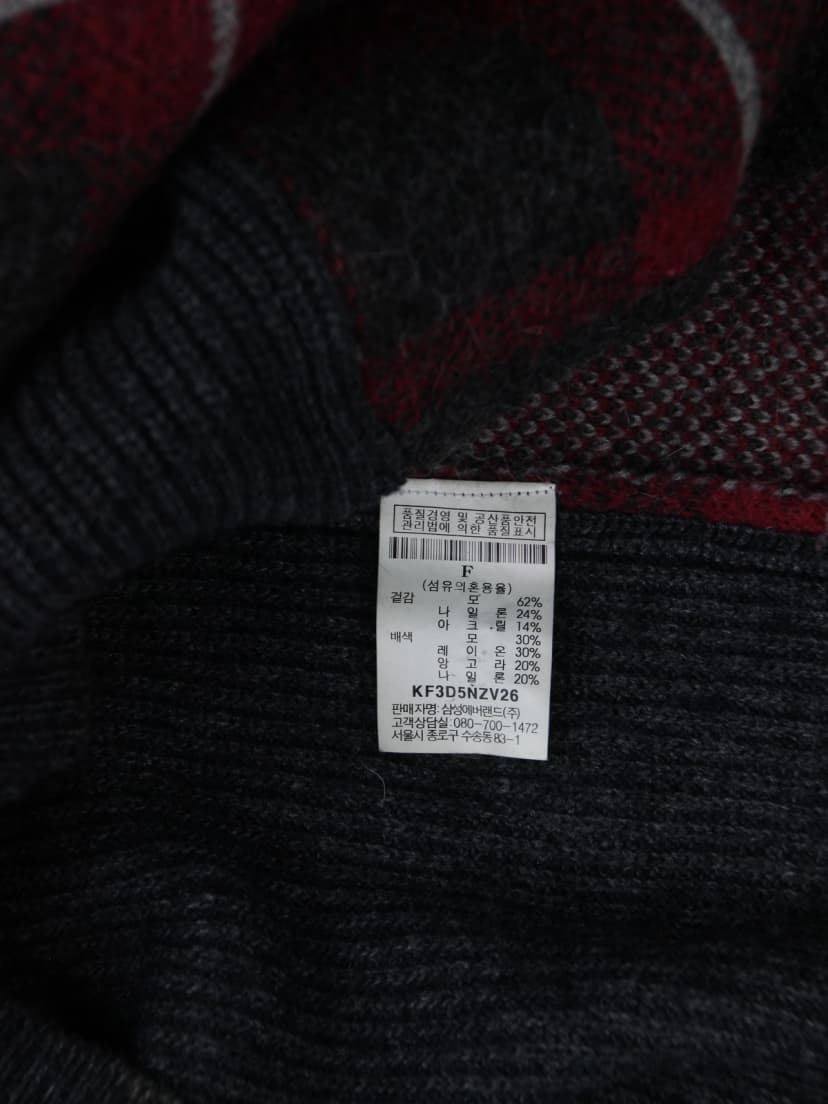 품질경영 및 공산품안전
관리법에 의한 품질표시
F
(섬유의혼용율)
겉감 모 62%
나 일 론 24%
아 크 릴 14%
배색 모 30%
레 이 온 30%
앙 고 라 20%
나 일 론 20%
KF3D5NZV26
판매자명: 삼성에버랜드(주)
고객상담실: 080-700-1472
서울시 종로구 수송동 83-1